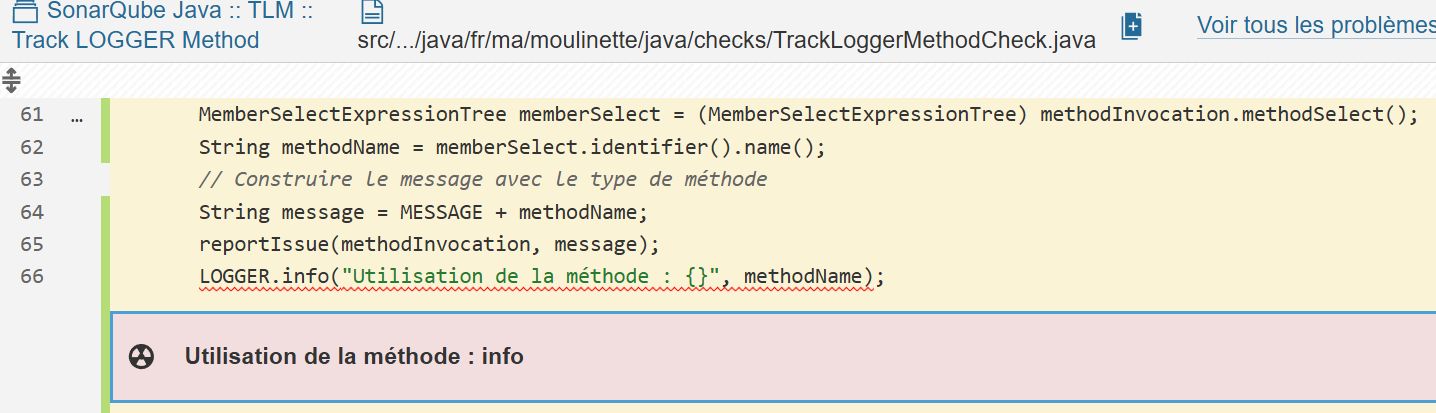 SonarQube Java :: TLM ::
Track LOGGER Method
src/.../java/fr/ma/moulinette/java/checks/TrackLoggerMethodCheck.java
Voir tous les problèmes
61 … MemberSelectExpressionTree memberSelect = (MemberSelectExpressionTree) methodInvocation.methodSelect();
62 String methodName = memberSelect.identifier().name();
63 // Construire le message avec le type de méthode
64 String message = MESSAGE + methodName;
65 reportIssue(methodInvocation, message);
66 LOGGER.info("Utilisation de la méthode : {}", methodName);
Utilisation de la méthode : info